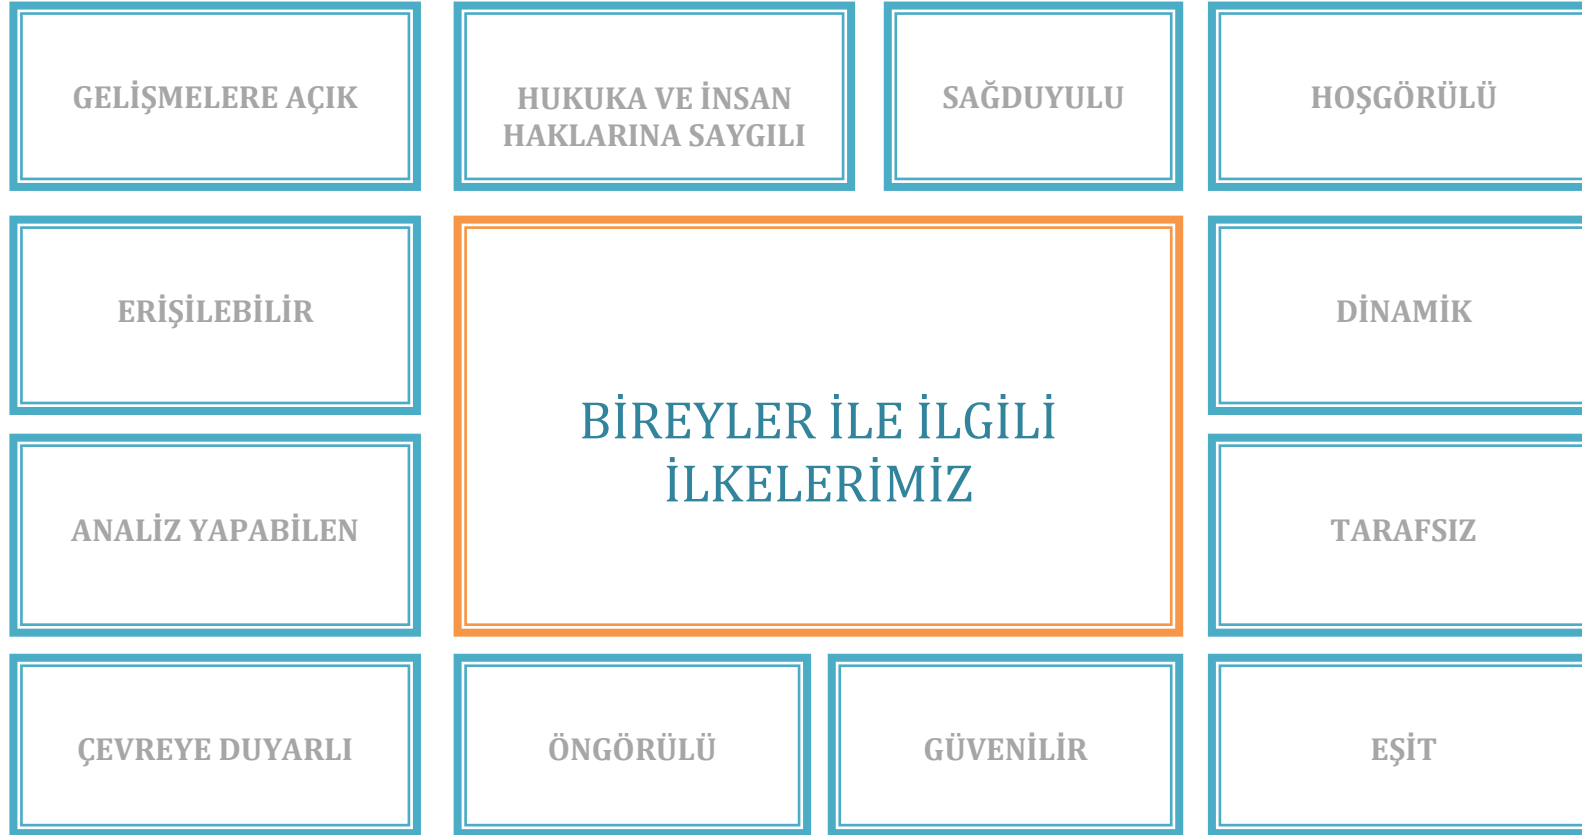 GELİŞMELERE AÇIK
HUKUKA VE İNSAN
HAKLARINA SAYGILI
SAĞDUYULU
HOŞGÖRÜLÜ
ERİŞİLEBİLİR
BİREYLER İLE İLGİLİ
İLKELERİMİZ
DİNAMİK
ANALİZ YAPABİLEN
TARAFSIZ
ÇEVREYE DUYARLI
ÖNGÖRÜLÜ
GÜVENİLİR
EŞİT